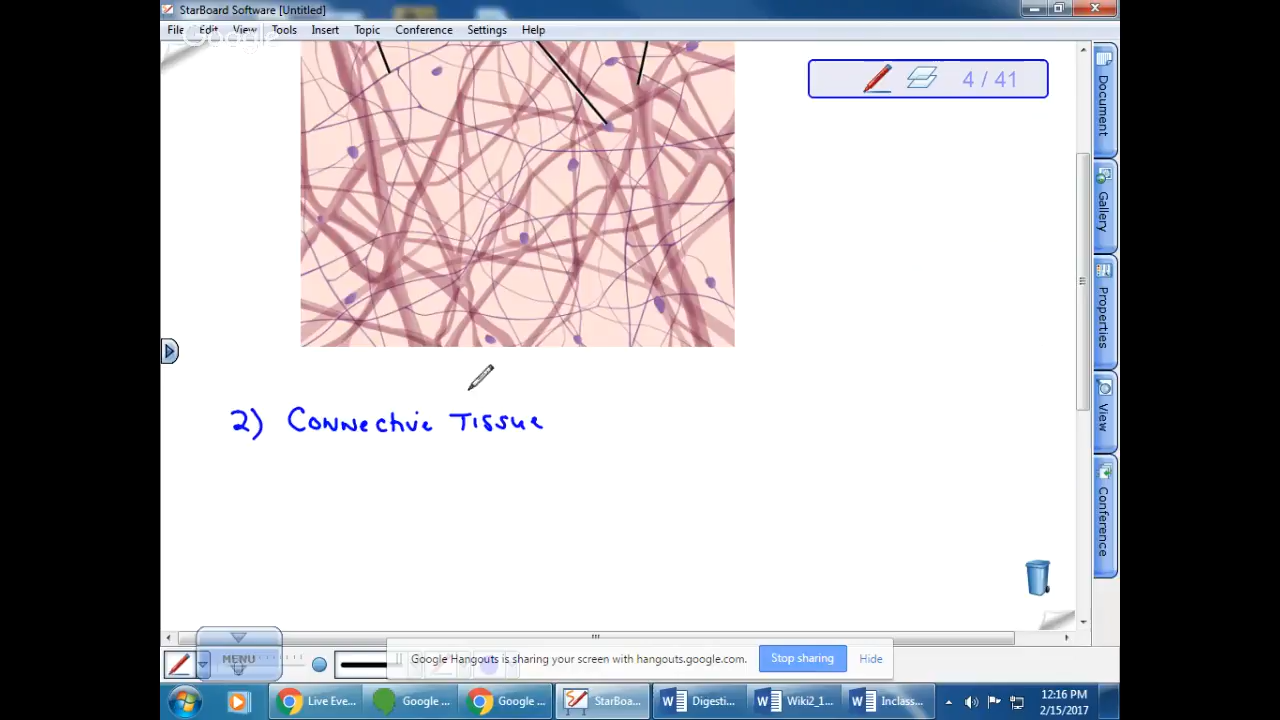 StarBoard Software [Untitled]
File Edit View Tools Insert Topic Conference Settings Help
Google
4 / 41
Document
Gallery
Properties
View
Conference
2) Connective Tissue
MENU
Google Hangouts is sharing your screen with hangouts.google.com. Stop sharing Hide
Live Eve... Google ... Google ... StarBoa... Digesti... Wiki2_1... Inclass...
12:16 PM
2/15/2017